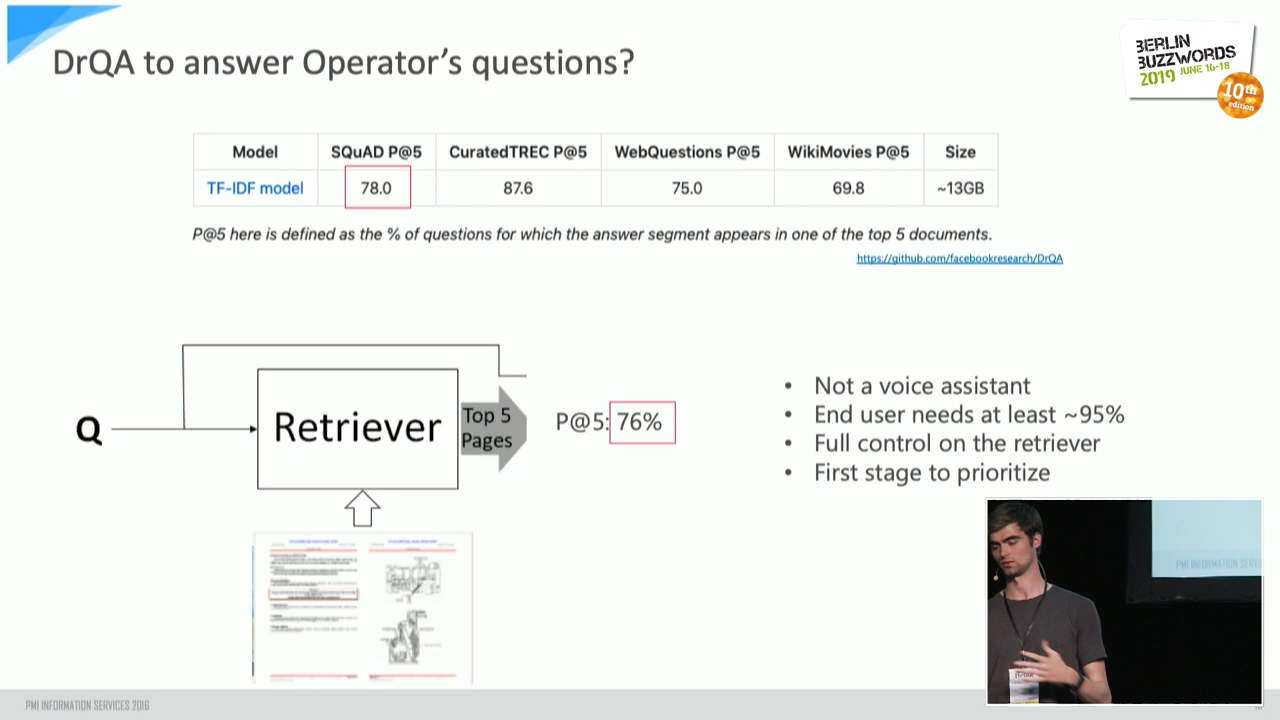 DrQA to answer Operator's questions?
BERLIN
BUZZWORDS
2019 JUNE 16-18
10th
edition
Model SQuAD P@5 CuratedTREC P@5 WebQuestions P@5 WikiMovies P@5 Size
TF-IDF model 78.0 87.6 75.0 69.8 ~13GB
P@5 here is defined as the % of questions for which the answer segment appears in one of the top 5 documents.
https://github.com/facebookresearch/DrQA
Q
Retriever
Top 5
Pages
P@5: 76%
• Not a voice assistant
• End user needs at least ~95%
• Full control on the retriever
• First stage to prioritize
PMI INFORMATION SERV
PMI INFORMATION SERVICES 2016